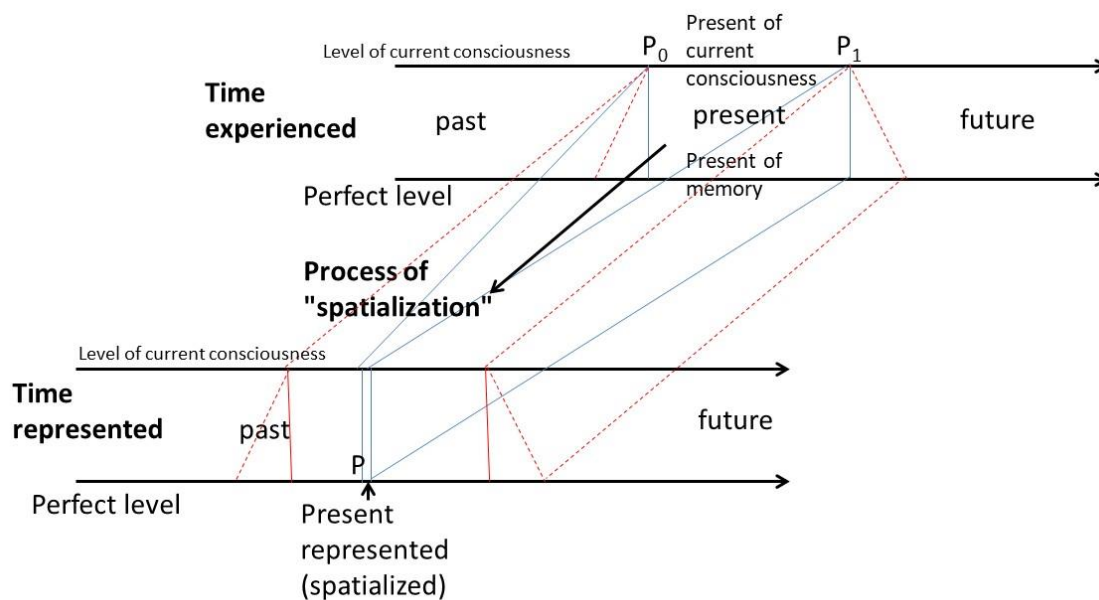 Level of current consciousness
P0
Present of
current
consciousness
P1
Time
experienced
past
present
future
Perfect level
Present of
memory
Process of
"spatialization"
Level of current consciousness
Time
represented
past
future
P
Perfect level
Present
represented
(spatialized)